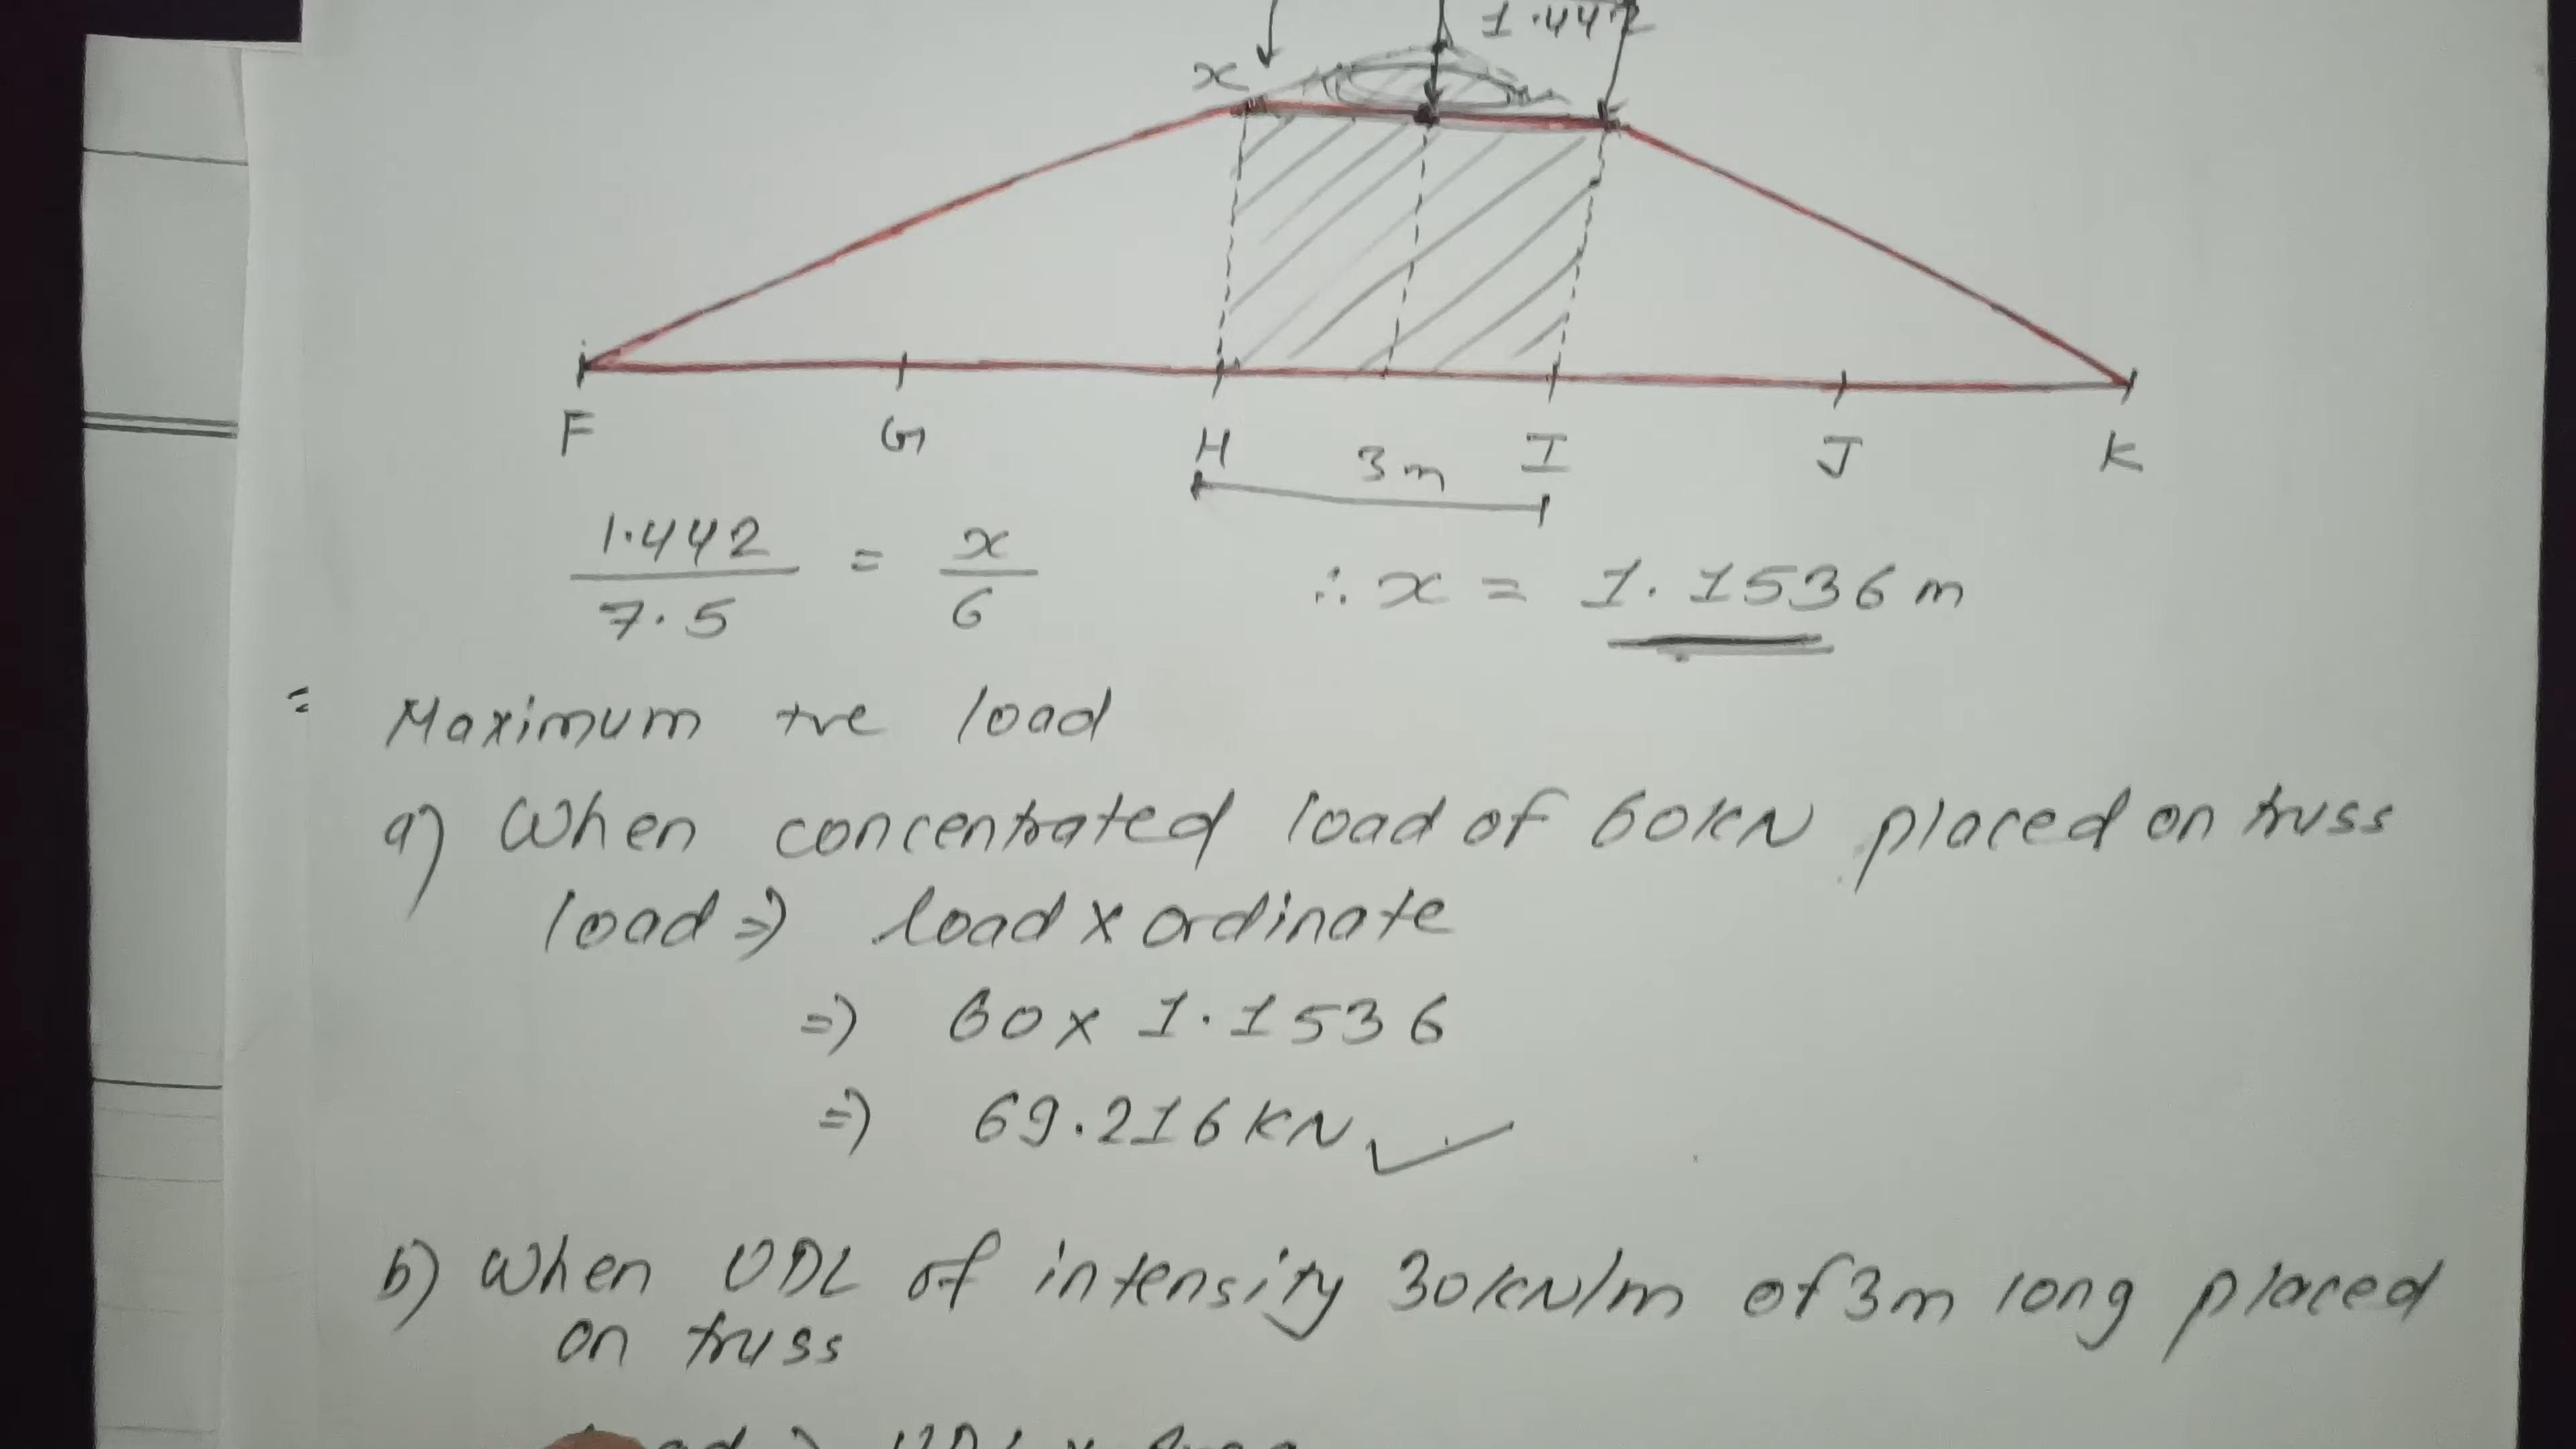 1.442
x
F G H I J K
3m
1.442 / 7.5 = x / 6 ∴ x = 1.1536 m
Maximum +ve load
a) When concentrated load of 60KN placed on truss
load ⇒ load x ordinate
⇒ 60 x 1.1536
⇒ 69.216 KN ✓
b) When UDL of intensity 30KN/m of 3m long placed
on truss